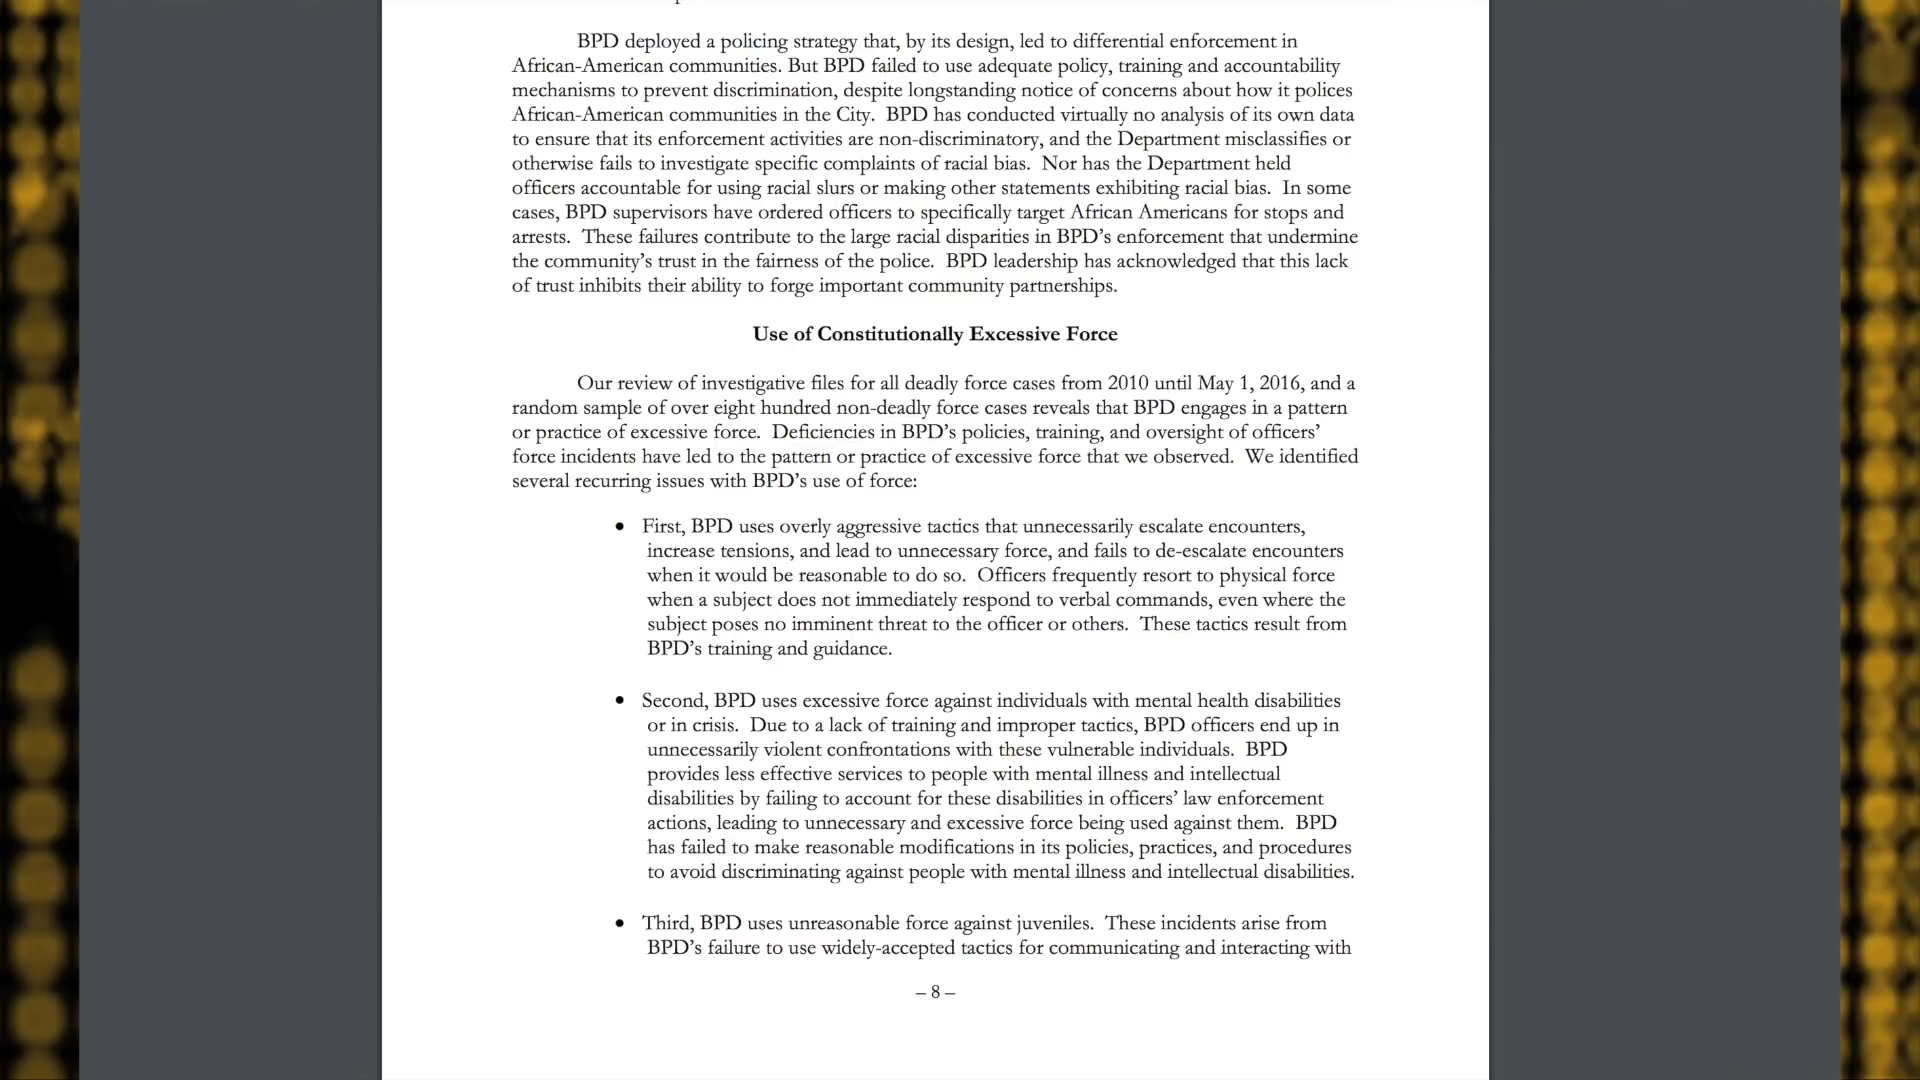 BPD deployed a policing strategy that, by its design, led to differential enforcement in
African-American communities. But BPD failed to use adequate policy, training and accountability
mechanisms to prevent discrimination, despite longstanding notice of concerns about how it polices
African-American communities in the City. BPD has conducted virtually no analysis of its own data
to ensure that its enforcement activities are non-discriminatory, and the Department misclassifies or
otherwise fails to investigate specific complaints of racial bias. Nor has the Department held
officers accountable for using racial slurs or making other statements exhibiting racial bias. In some
cases, BPD supervisors have ordered officers to specifically target African Americans for stops and
arrests. These failures contribute to the large racial disparities in BPD’s enforcement that undermine
the community’s trust in the fairness of the police. BPD leadership has acknowledged that this lack
of trust inhibits their ability to forge important community partnerships.
Use of Constitutionally Excessive Force
Our review of investigative files for all deadly force cases from 2010 until May 1, 2016, and a
random sample of over eight hundred non-deadly force cases reveals that BPD engages in a pattern
or practice of excessive force. Deficiencies in BPD’s policies, training, and oversight of officers’
force incidents have led to the pattern or practice of excessive force that we observed. We identified
several recurring issues with BPD’s use of force:
• First, BPD uses overly aggressive tactics that unnecessarily escalate encounters,
increase tensions, and lead to unnecessary force, and fails to de-escalate encounters
when it would be reasonable to do so. Officers frequently resort to physical force
when a subject does not immediately respond to verbal commands, even where the
subject poses no imminent threat to the officer or others. These tactics result from
BPD’s training and guidance.
• Second, BPD uses excessive force against individuals with mental health disabilities
or in crisis. Due to a lack of training and improper tactics, BPD officers end up in
unnecessarily violent confrontations with these vulnerable individuals. BPD
provides less effective services to people with mental illness and intellectual
disabilities by failing to account for these disabilities in officers’ law enforcement
actions, leading to unnecessary and excessive force being used against them. BPD
has failed to make reasonable modifications in its policies, practices, and procedures
to avoid discriminating against people with mental illness and intellectual disabilities.
• Third, BPD uses unreasonable force against juveniles. These incidents arise from
BPD’s failure to use widely-accepted tactics for communicating and interacting with
– 8 –